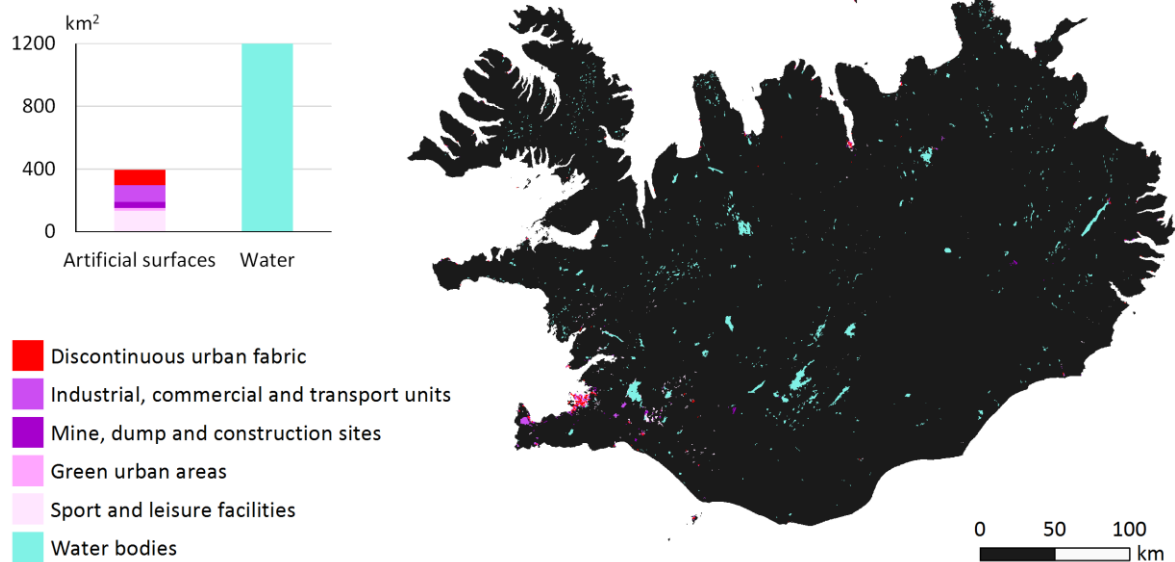 km²
1200
800
400
0
Artificial surfaces Water
Discontinuous urban fabric
Industrial, commercial and transport units
Mine, dump and construction sites
Green urban areas
Sport and leisure facilities
Water bodies
0 50 100
km